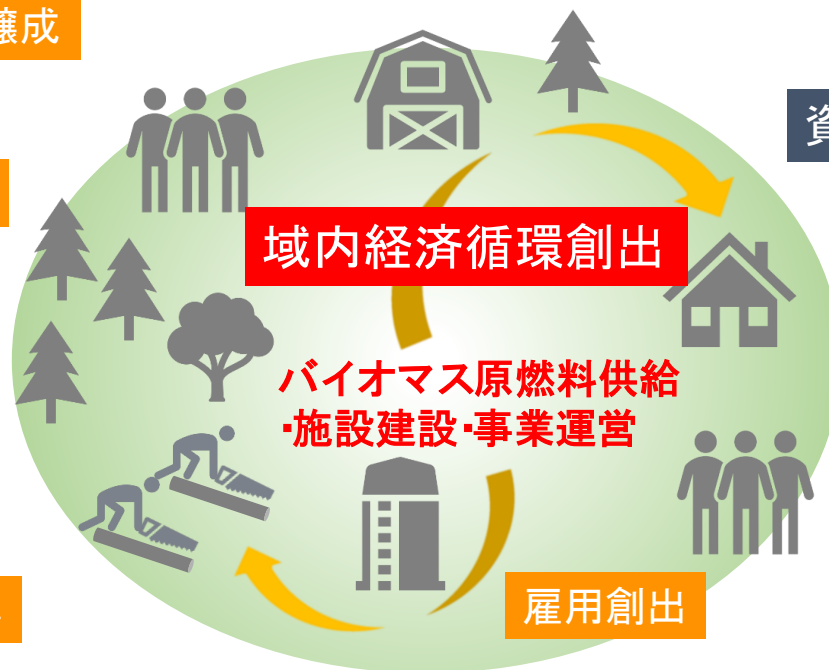 醸成
資
域内経済循環創出
バイオマス原燃料供給
・施設建設・事業運営
雇用創出